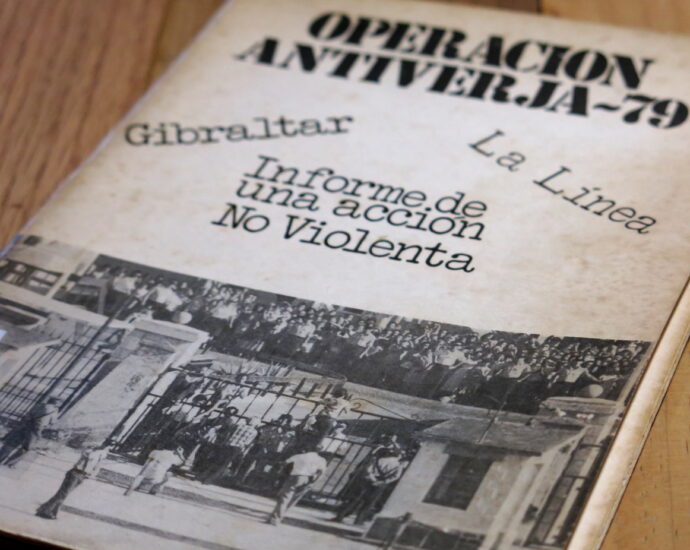 OPERACION
ANTIVERJA-79
Gibraltar
La Línea
Informe de
una acción
No Violenta